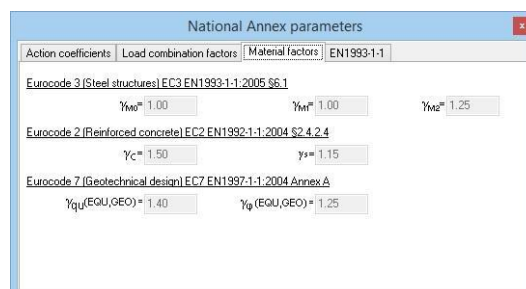 National Annex parameters
x
Action coefficients Load combination factors Material factors EN1993-1-1
Eurocode 3 (Steel structures) EC3 EN1993-1-1:2005 §6.1
γM0= 1.00 γM1= 1.00 γM2= 1.25
Eurocode 2 (Reinforced concrete) EC2 EN1992-1-1:2004 §2.4.2.4
γC= 1.50 γs= 1.15
Eurocode 7 (Geotechnical design) EC7 EN1997-1-1:2004 Annex A
γqu(EQU,GEO)= 1.40 γφ(EQU,GEO)= 1.25